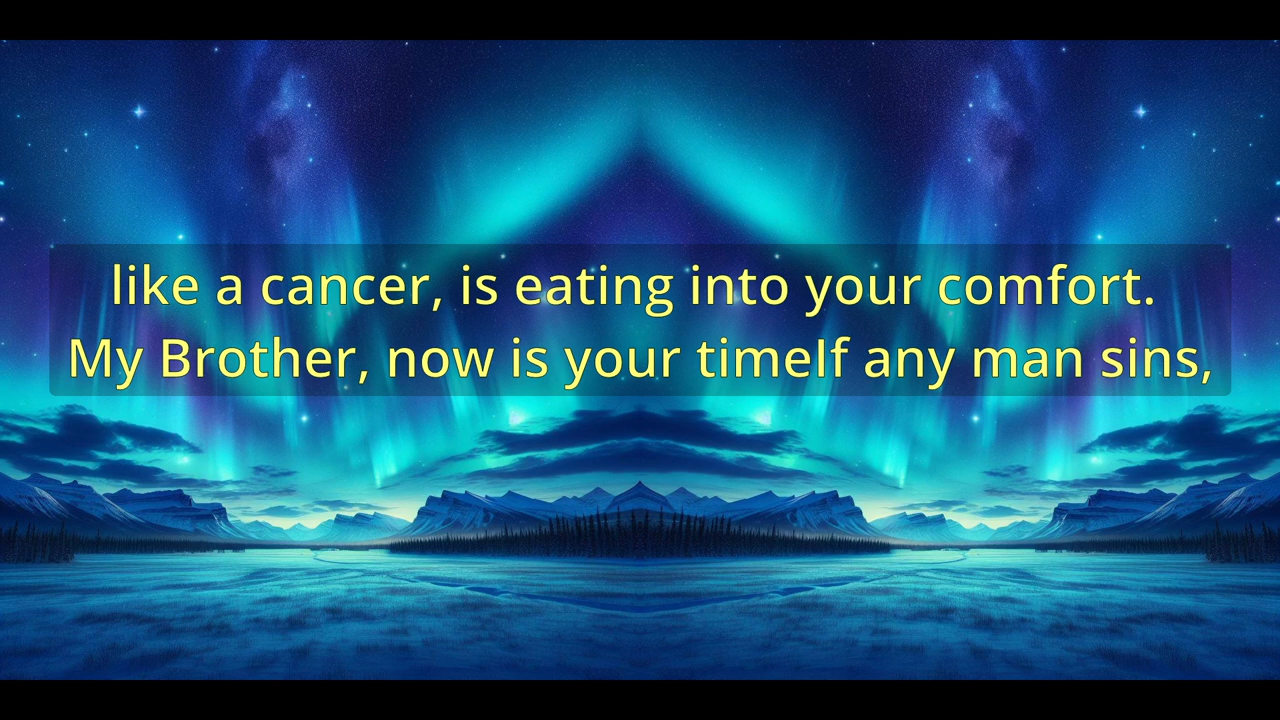 like a cancer, is eating into your comfort.
My Brother, now is your timeIf any man sins,